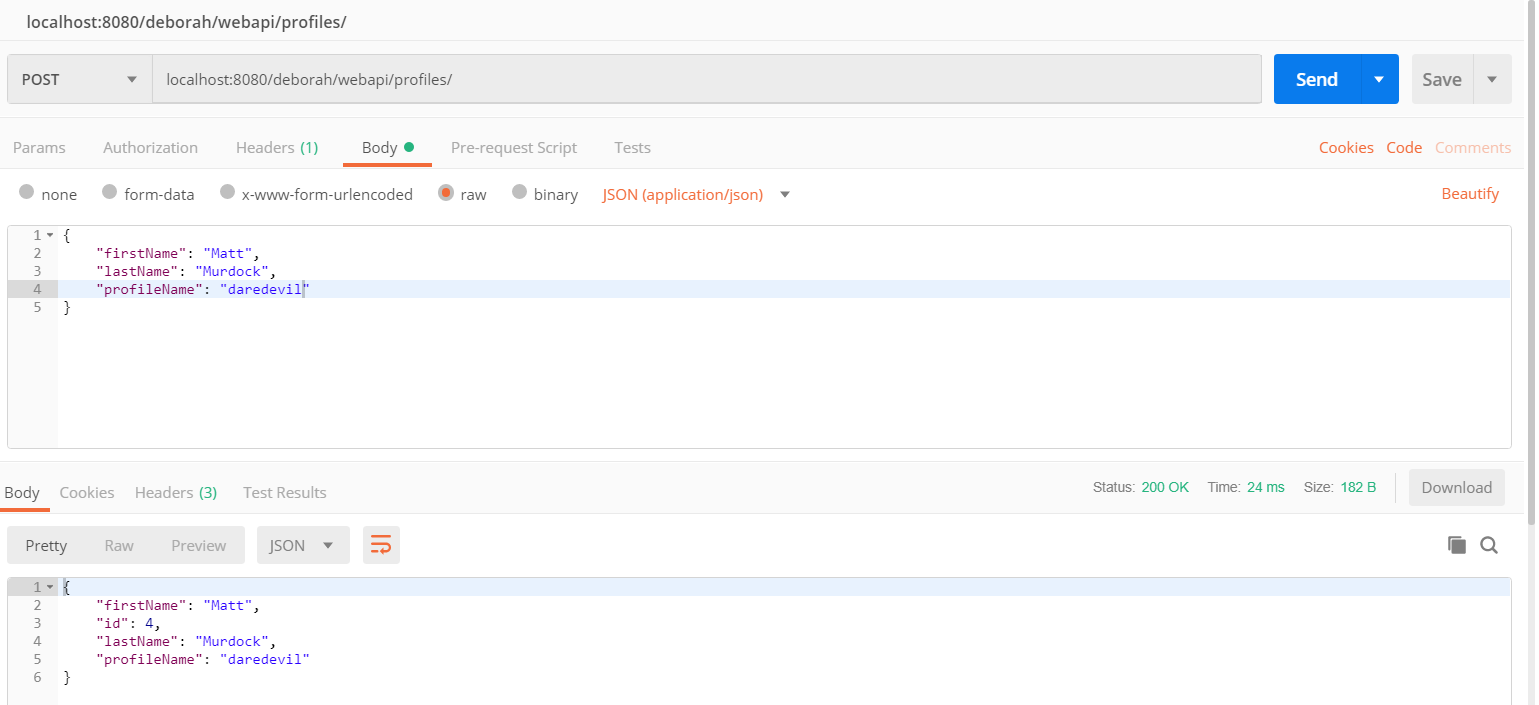 localhost:8080/deborah/webapi/profiles/
POST localhost:8080/deborah/webapi/profiles/ Send Save
Params Authorization Headers (1) Body Pre-request Script Tests Cookies Code Comments
none form-data x-www-form-urlencoded raw binary JSON (application/json) Beautify
1 {
2 "firstName": "Matt",
3 "lastName": "Murdock",
4 "profileName": "daredevil"
5 }
Body Cookies Headers (3) Test Results Status: 200 OK Time: 24 ms Size: 182 B Download
Pretty Raw Preview JSON
1 {
2 "firstName": "Matt",
3 "id": 4,
4 "lastName": "Murdock",
5 "profileName": "daredevil"
6 }